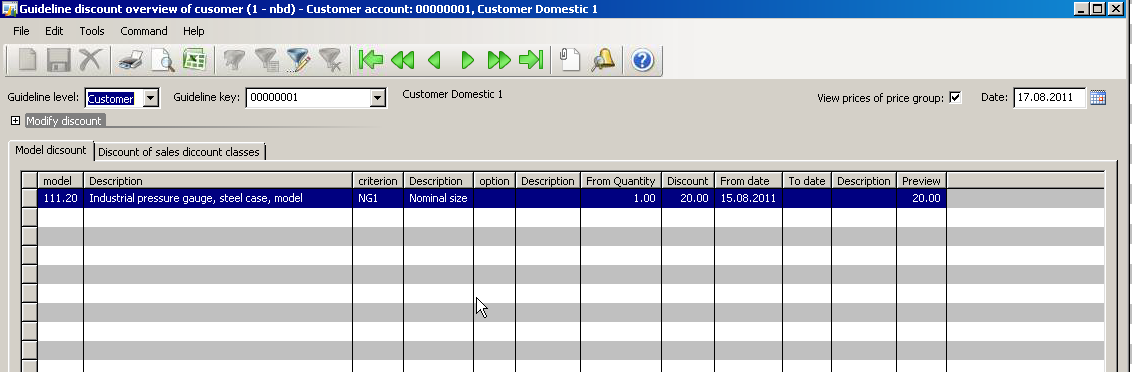 Guideline discount overview of cusomer (1 - nbd) - Customer account: 00000001, Customer Domestic 1
File Edit Tools Command Help
Guideline level: Customer Guideline key: 00000001 Customer Domestic 1 View prices of price group: Date: 17.08.2011
Modify discount
Model dicsount Discount of sales diccount classes
model Description criterion Description option Description From Quantity Discount From date To date Description Preview
111.20 Industrial pressure gauge, steel case, model NG1 Nominal size 1.00 20.00 15.08.2011 20.00